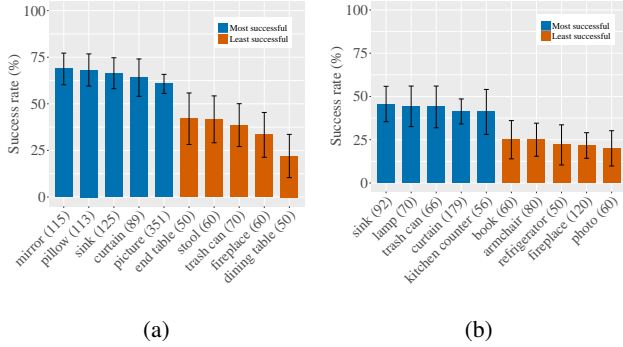 100
75
50
25
0
Success rate (%)
Most successful
Least successful
mirror (115)
pillow (113)
sink (125)
curtain (89)
picture (351)
end table (50)
stool (60)
trash can (70)
fireplace (60)
dining table (50)
(a)
100
75
50
25
0
Success rate (%)
Most successful
Least successful
sink (92)
lamp (70)
trash can (66)
curtain (179)
kitchen counter (56)
book (60)
armchair (80)
refrigerator (50)
fireplace (120)
photo (60)
(b)